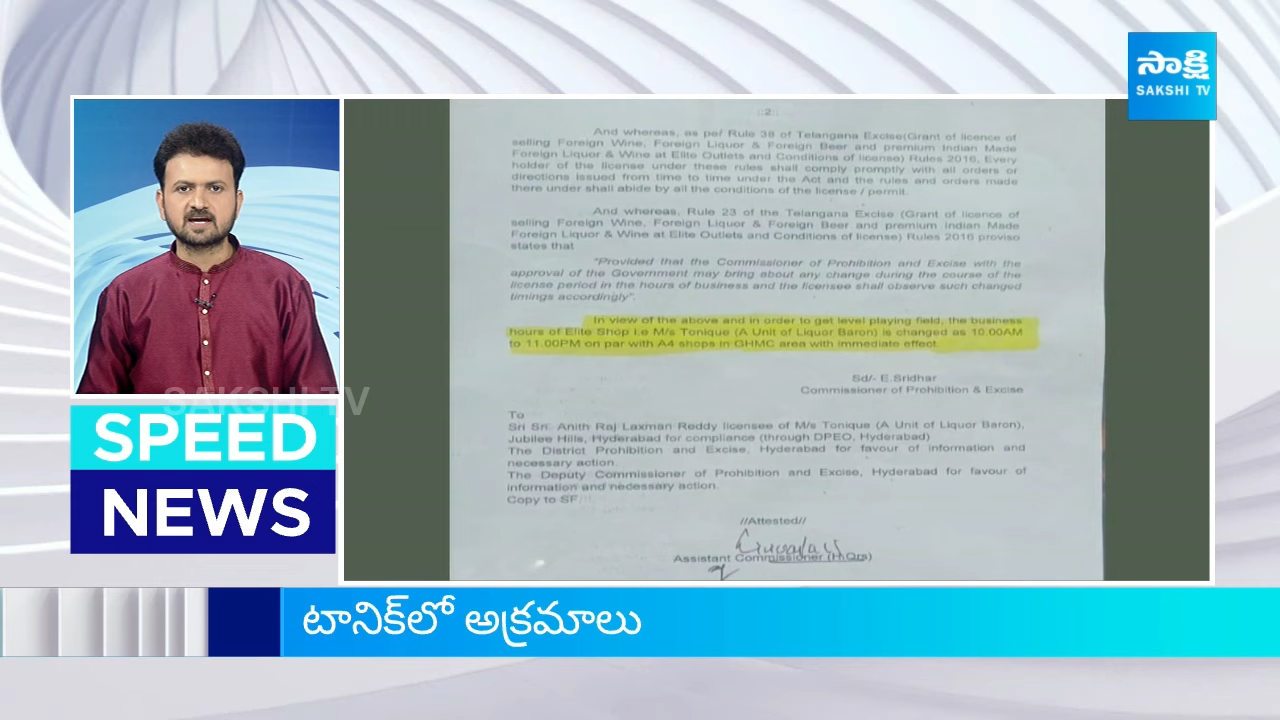 సాక్షి
SAKSHI TV
::2::
And whereas, as per Rule 38 of Telangana Excise(Grant of licence of
selling Foreign Wine, Foreign Liquor & Foreign Beer and premium Indian Made
Foreign Liquor & Wine at Elite Outlets and Conditions of license) Rules 2016, Every
holder of the license under these rules shall comply promptly with all orders or
directions issued from time to time under the Act and the rules and orders made
there under shall abide by all the conditions of the license / permit.
And whereas, Rule 23 of the Telangana Excise (Grant of licence of
selling Foreign Wine, Foreign Liquor & Foreign Beer and premium Indian Made
Foreign Liquor & Wine at Elite Outlets and Conditions of license) Rules 2016 proviso
states that
"Provided that the Commissioner of Prohibition and Excise with the
approval of the Government may bring about any change during the course of the
license period in the hours of business and the licensee shall observe such changed
timings accordingly".
In view of the above and in order to get level playing field, the business
hours of Elite Shop i.e M/s Tonique (A Unit of Liquor Baron) is changed as 10.00AM
to 11.00PM on par with A4 shops in GHMC area with immediate effect.
Sd/- E.Sridhar
Commissioner of Prohibition & Excise
To
Sri Sri. Anith Raj Laxman Reddy licensee of M/s Tonique (A Unit of Liquor Baron),
Jubilee Hills, Hyderabad for compliance (through DPEO, Hyderabad)
The District Prohibition and Excise, Hyderabad for favour of information and
necessary action.
The Deputy Commissioner of Prohibition and Excise, Hyderabad for favour of
information and necessary action.
Copy to SF
//Attested//
Assistant Commissioner (H.Qrs)
SAKSHI TV
SPEED
NEWS
టానిక్‌లో అక్రమాలు